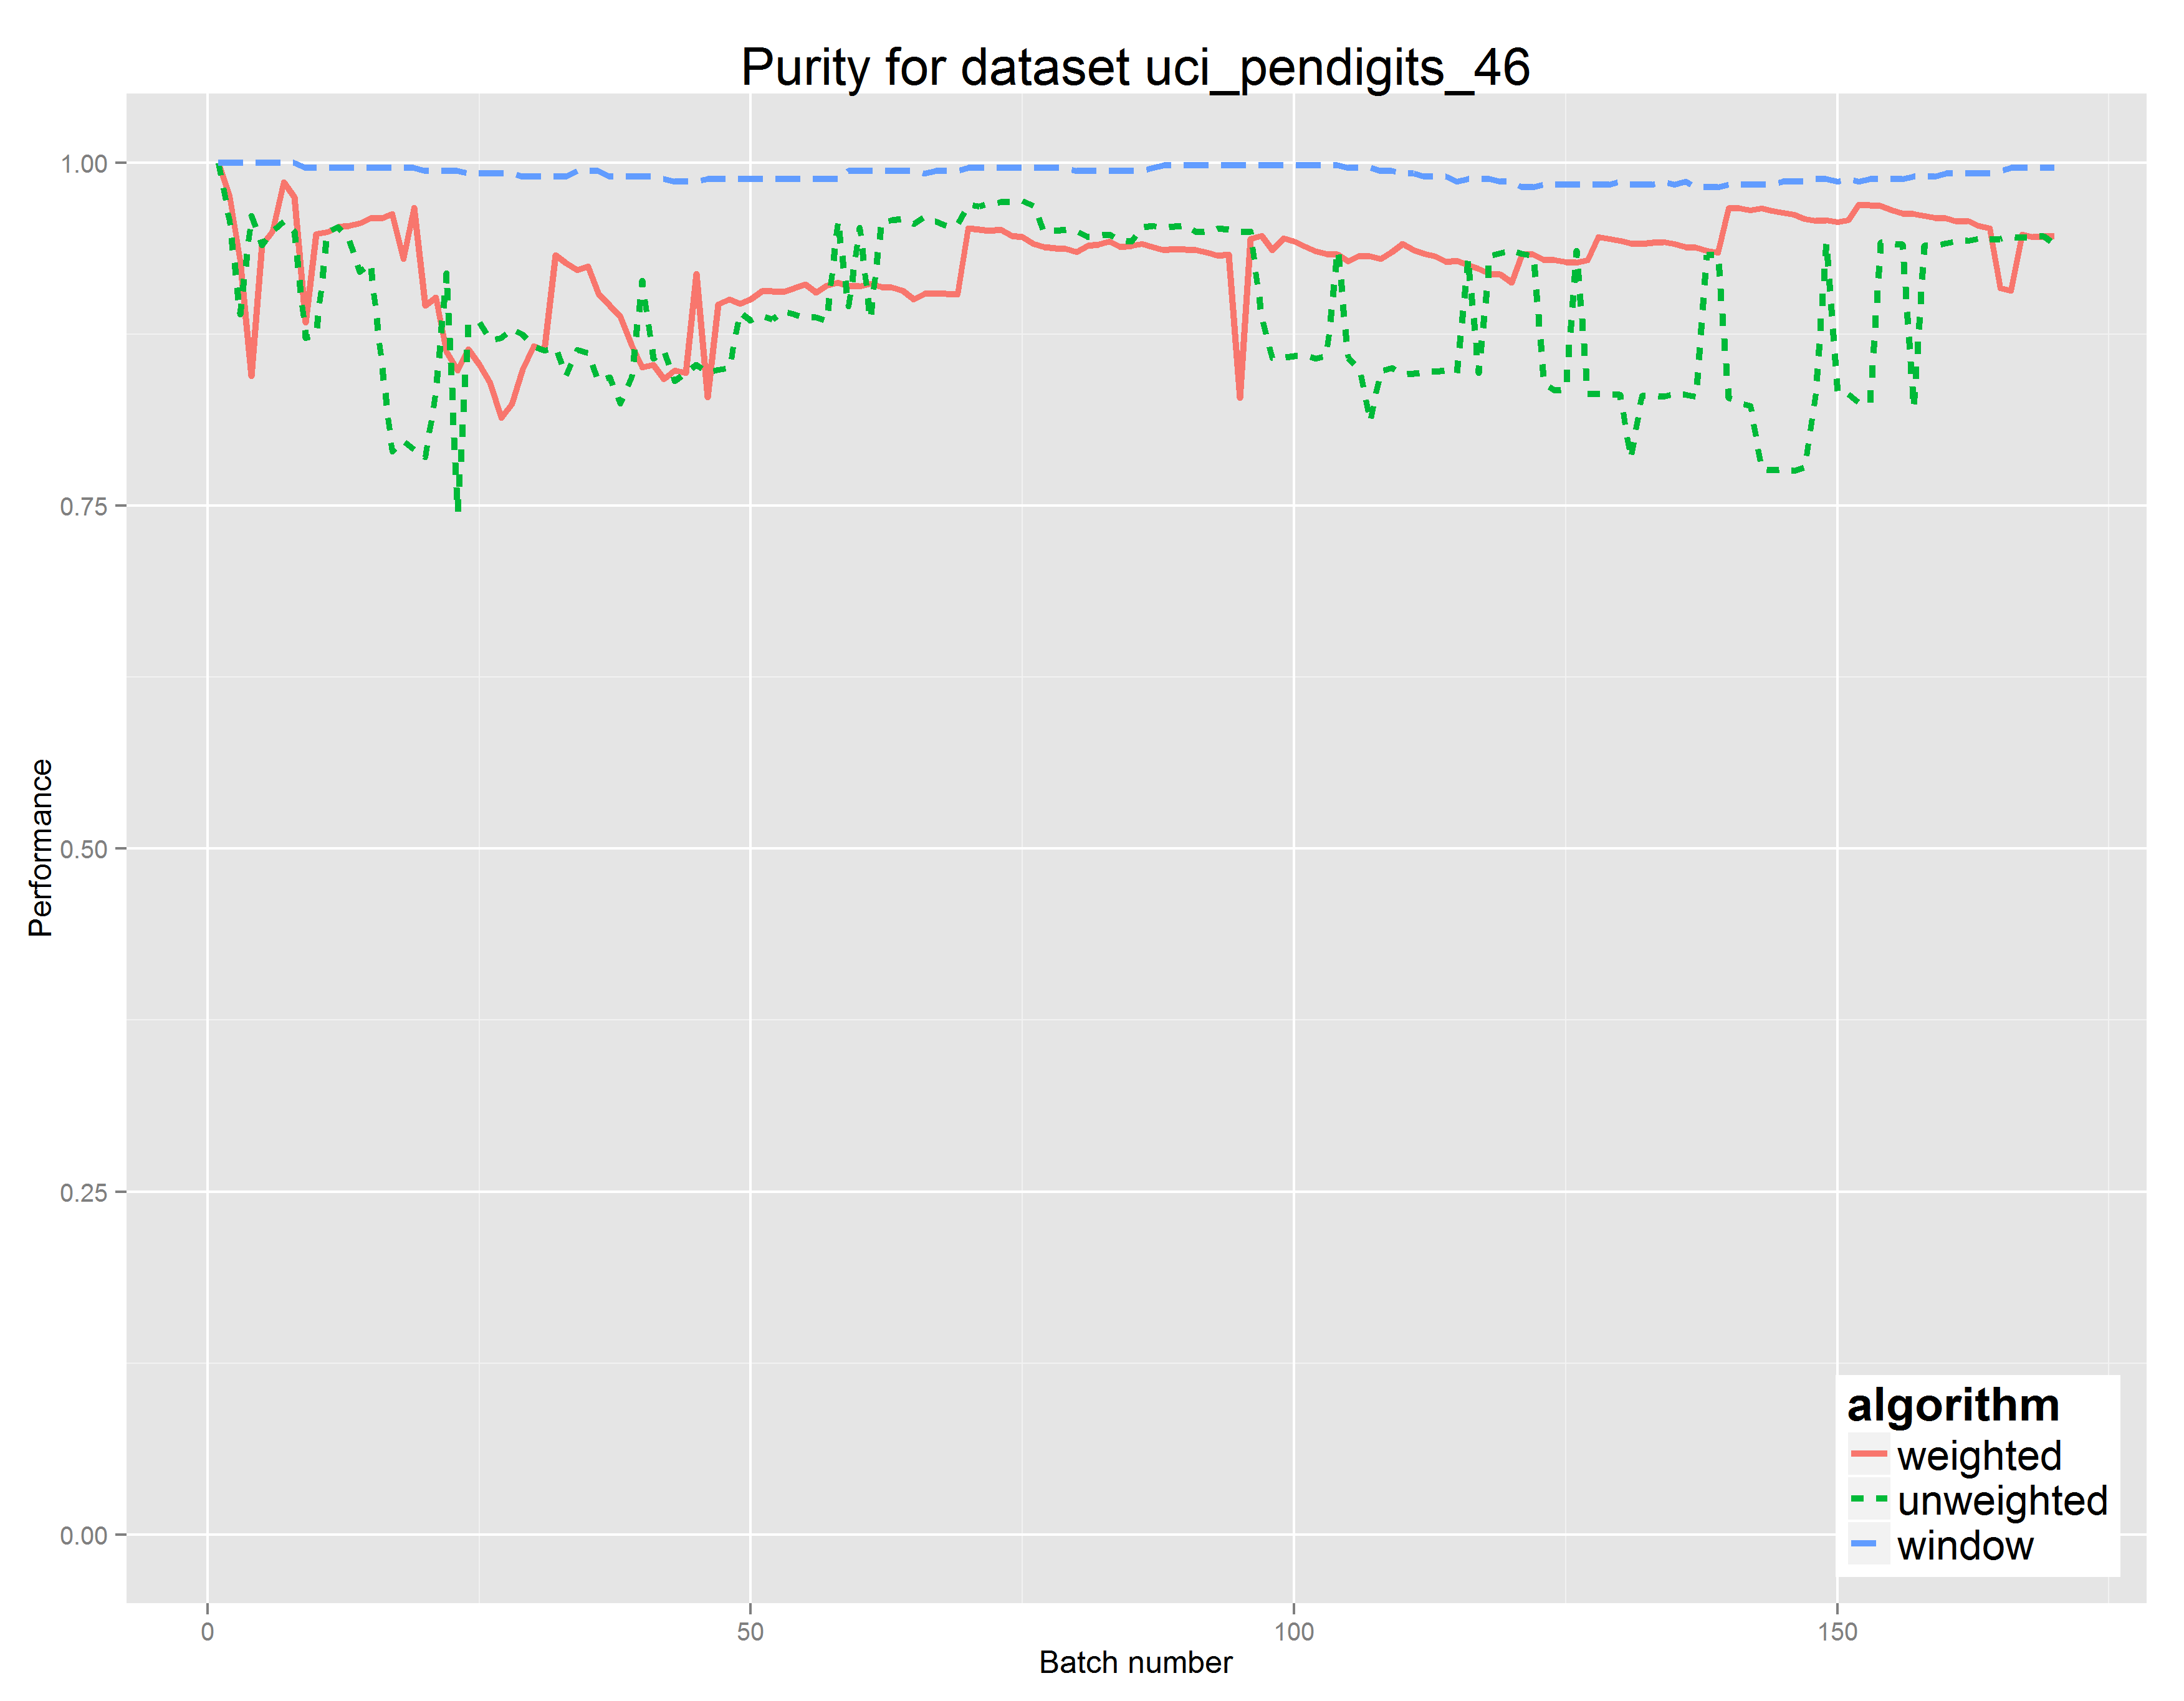 Purity for dataset uci_pendigits_46
1.00
0.75
0.50
0.25
0.00
Performance
0
50
100
150
Batch number
algorithm
weighted
unweighted
window